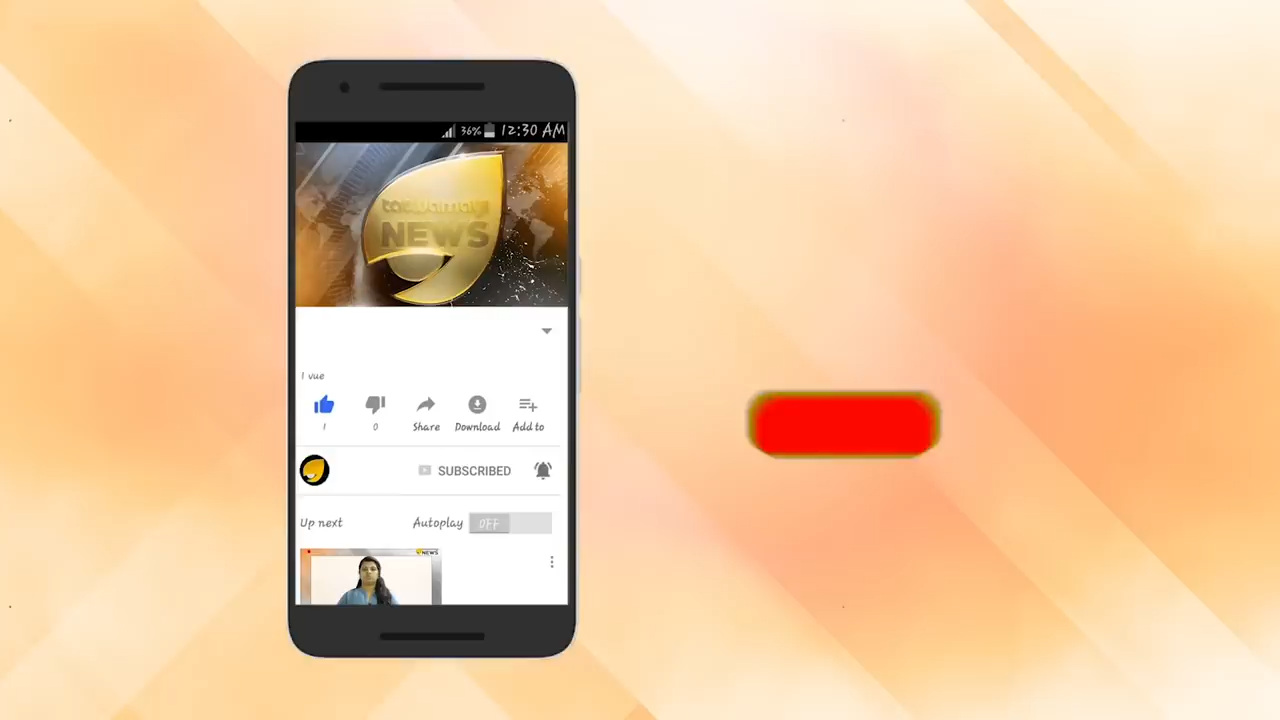 36% 12:30 AM
tatwamayi
NEWS
1 vue
1 0 Share Download Add to
SUBSCRIBED
Up next Autoplay OFF
NEWS